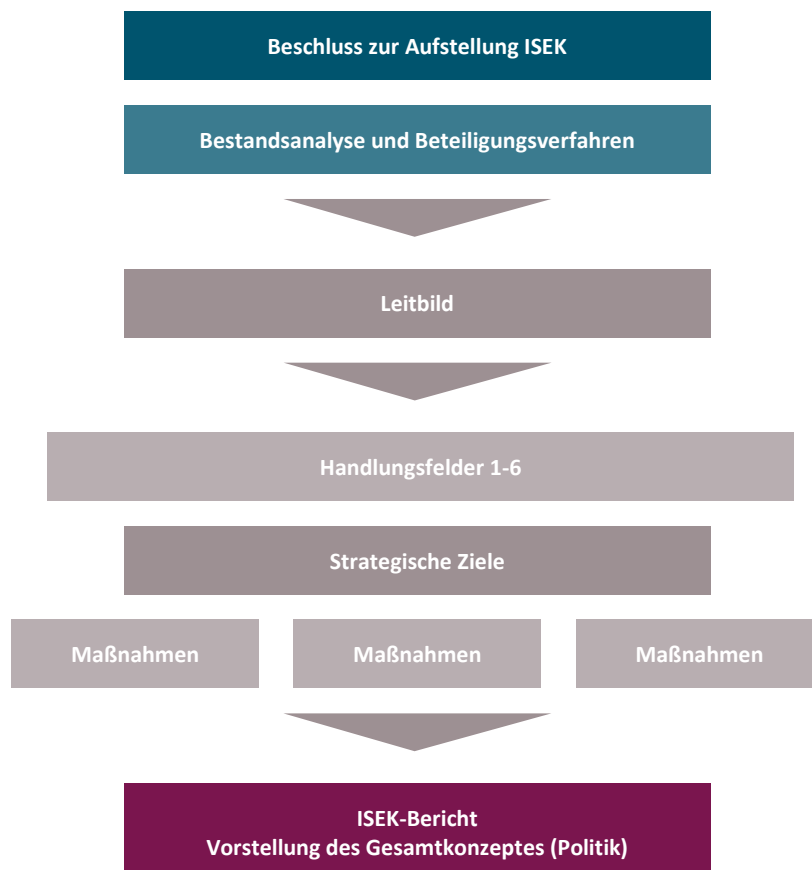 Beschluss zur Aufstellung ISEK
Bestandsanalyse und Beteiligungsverfahren
Leitbild
Handlungsfelder 1-6
Strategische Ziele
Maßnahmen
Maßnahmen
Maßnahmen
ISEK-Bericht
Vorstellung des Gesamtkonzeptes (Politik)